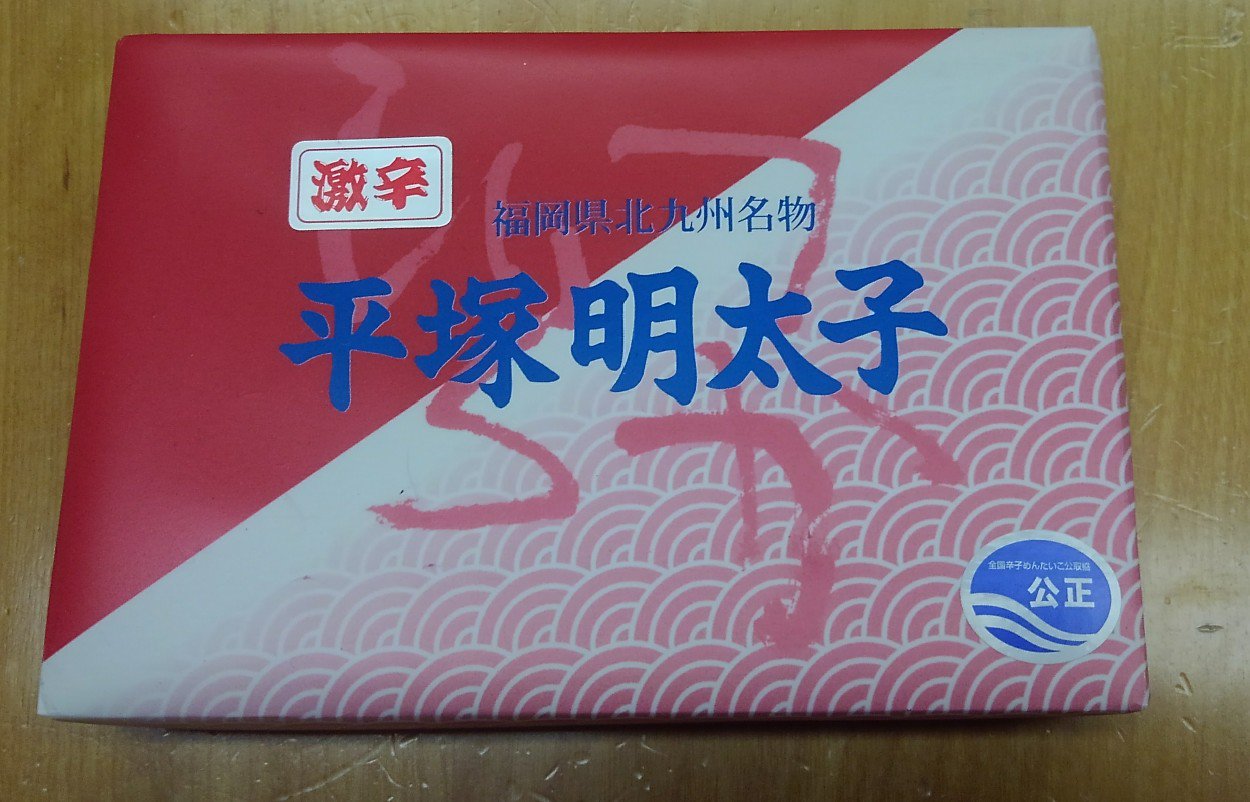 激辛
福岡県北九州名物
平塚明太子
全国辛子めんたいこ公取協
公正